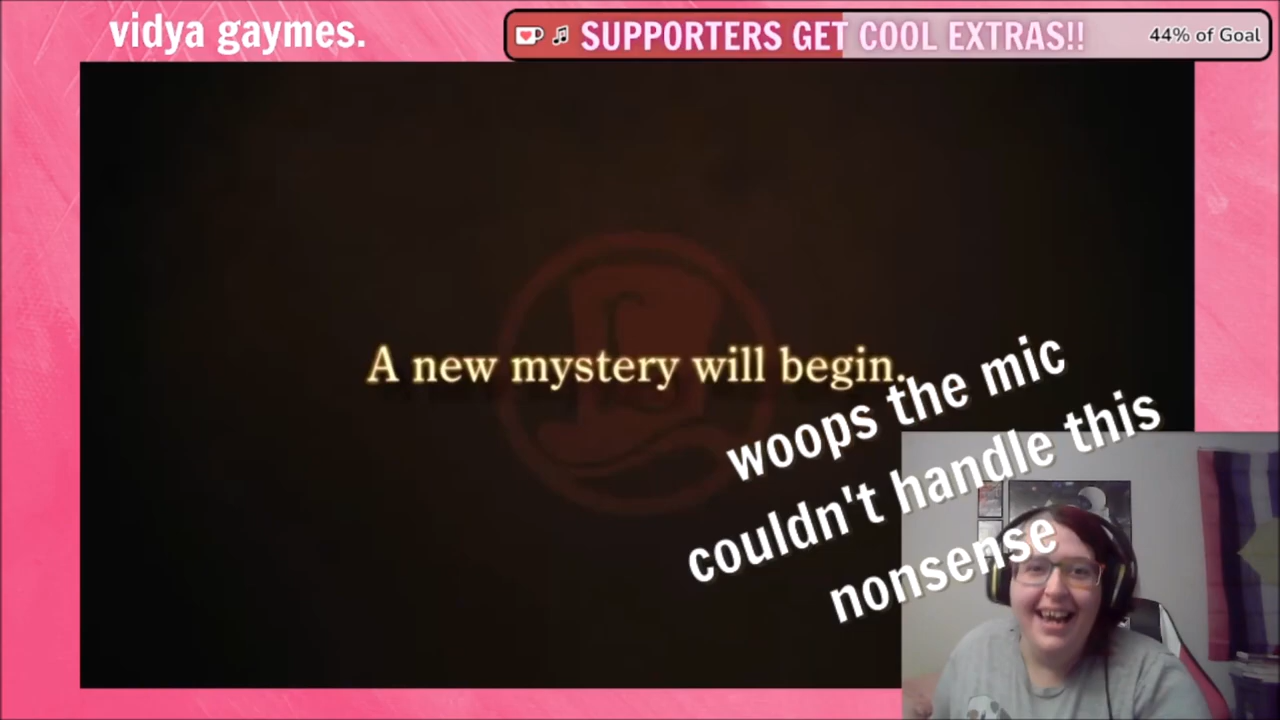 vidya gaymes.
SUPPORTERS GET COOL EXTRAS!!
44% of Goal
A new mystery will begin.
woops the mic
couldn't handle this
nonsense